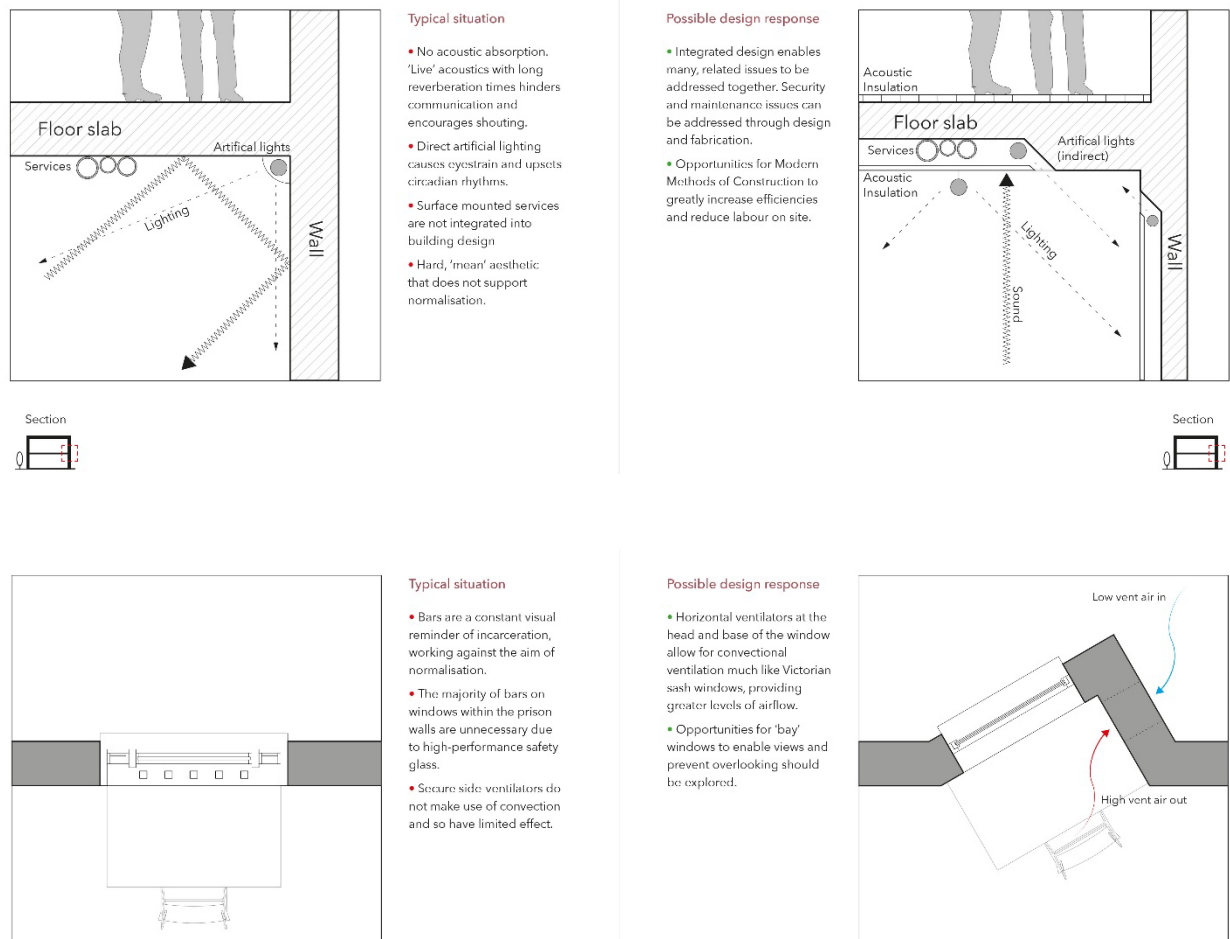 Floor slab
Services
Artifical lights
Lighting
Wall
Section
Typical situation
• No acoustic absorption.
‘Live’ acoustics with long
reverberation times hinders
communication and
encourages shouting.
• Direct artificial lighting
causes eyestrain and upsets
circadian rhythms.
• Surface mounted services
are not integrated into
building design
• Hard, ‘mean’ aesthetic
that does not support
normalisation.
Possible design response
• Integrated design enables
many, related issues to be
addressed together. Security
and maintenance issues can
be addressed through design
and fabrication.
• Opportunities for Modern
Methods of Construction to
greatly increase efficiencies
and reduce labour on site.
Acoustic
Insulation
Floor slab
Services
Artifical lights
(indirect)
Acoustic
Insulation
Lighting
Sound
Wall
Section
Typical situation
• Bars are a constant visual
reminder of incarceration,
working against the aim of
normalisation.
• The majority of bars on
windows within the prison
walls are unnecessary due
to high-performance safety
glass.
• Secure side-ventilators do
not make use of convection
and so have limited effect.
Possible design response
• Horizontal ventilators at the
head and base of the window
allow for convectional
ventilation much like Victorian
sash windows, providing
greater levels of airflow.
• Opportunities for ‘bay’
windows to enable views and
prevent overlooking should
be explored.
Low vent air in
High vent air out